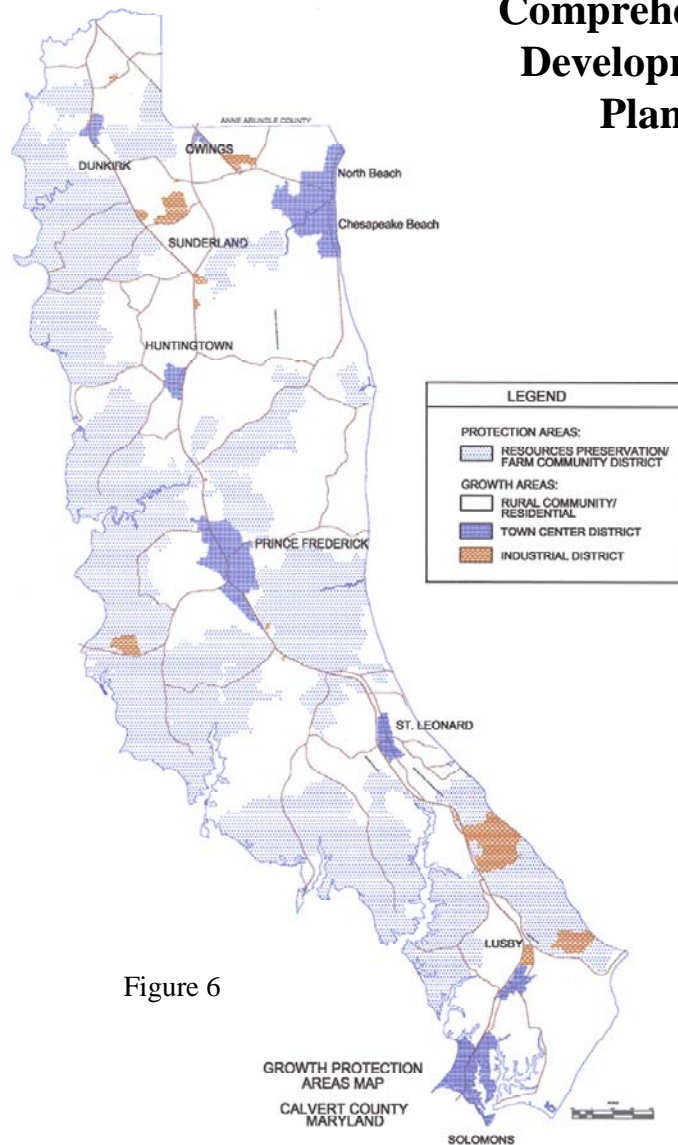 Comprehe
Developm
Plan
ANNE ARUNGLE COUNTY
OWINGS
DUNKIRK
North Beach
Chesapeake Beach
SUNDERLAND
HUNTINGTOWN
LEGEND
PROTECTION AREAS:
RESOURCES PRESERVATION/
FARM COMMUNITY DISTRICT
GROWTH AREAS:
RURAL COMMUNITY/
RESIDENTIAL
TOWN CENTER DISTRICT
INDUSTRIAL DISTRICT
PRINCE FREDERICK
ST. LEONARD
LUSBY
Figure 6
GROWTH PROTECTION
AREAS MAP
CALVERT COUNTY
MARYLAND
SOLOMONS